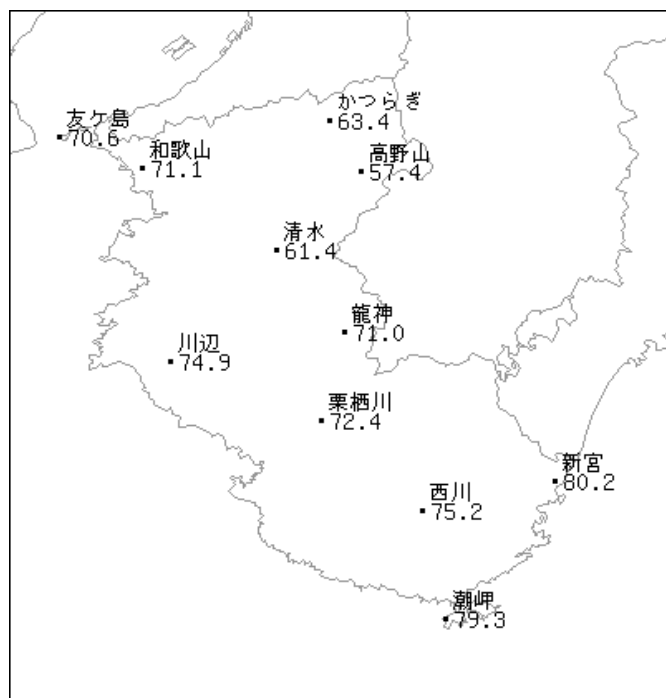 かつらぎ
63.4
友ケ島
70.6
和歌山
71.1
高野山
57.4
清水
61.4
龍神
71.0
川辺
74.9
栗栖川
72.4
新宮
80.2
西川
75.2
潮岬
79.3